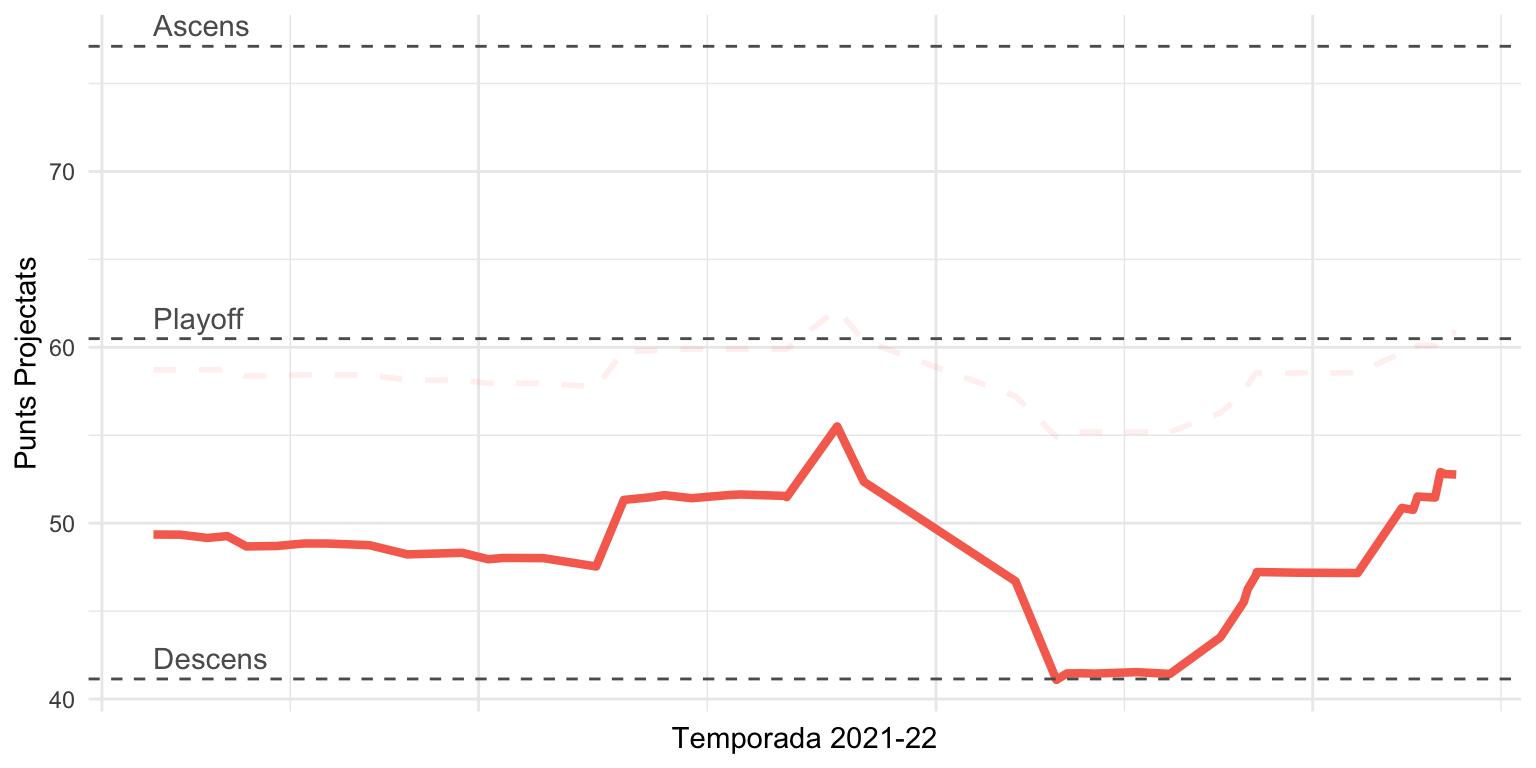 Ascens
70
Playoff
60
50
Descens
40
Punts Projectats
Temporada 2021-22